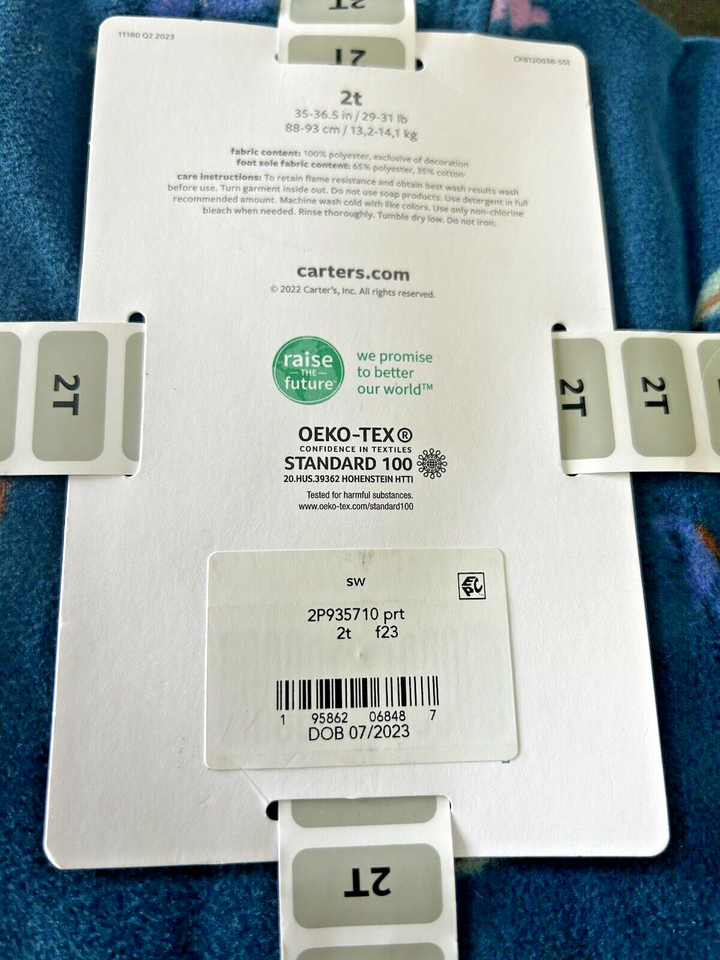 2T
2T
11180 Q2 2023
2t
35-36.5 in / 29-31 lb
88-93 cm / 13,2-14,1 kg
fabric content: 100% polyester, exclusive of decoration
foot sole fabric content: 65% polyester, 35% cotton
care instructions: To retain flame resistance and obtain best wash results wash
before use. Turn garment inside out. Do not use soap products. Use detergent in full
recommended amount. Machine wash cold with like colors. Use only non-chlorine
bleach when needed. Rinse thoroughly. Tumble dry low. Do not iron.
carters.com
© 2022 Carter's, Inc. All rights reserved.
2T
2T
2T
raise
THE
future
we promise
to better
our world™
OEKO-TEX®
CONFIDENCE IN TEXTILES
STANDARD 100
20.HUS.39362 HOHENSTEIN HTTI
Tested for harmful substances.
www.oeko-tex.com/standard100
sw
EPC
2P935710 prt
2t f23
1 95862 06848 7
DOB 07/2023
2T